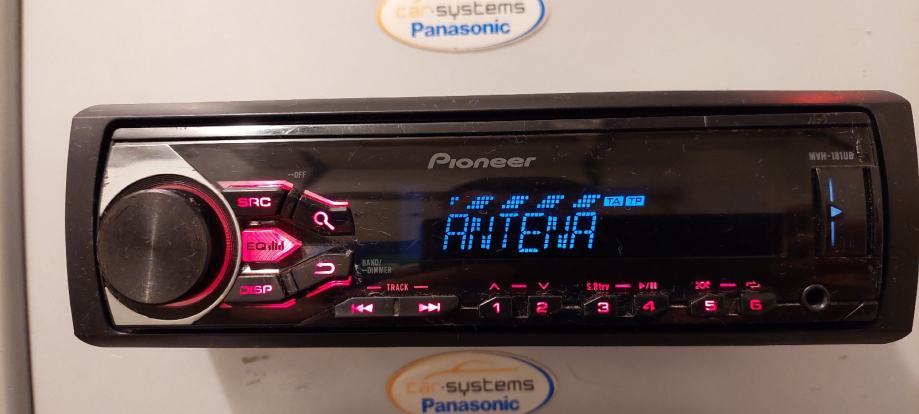 car·systems
Panasonic
Pioneer
MVH-181UB
OFF
SRC
TA TP
ANTENA
EQ
BAND/
DIMMER
DISP
TRACK
S.Rtrv
1 2 3 4 5 6
car·systems
Panasonic